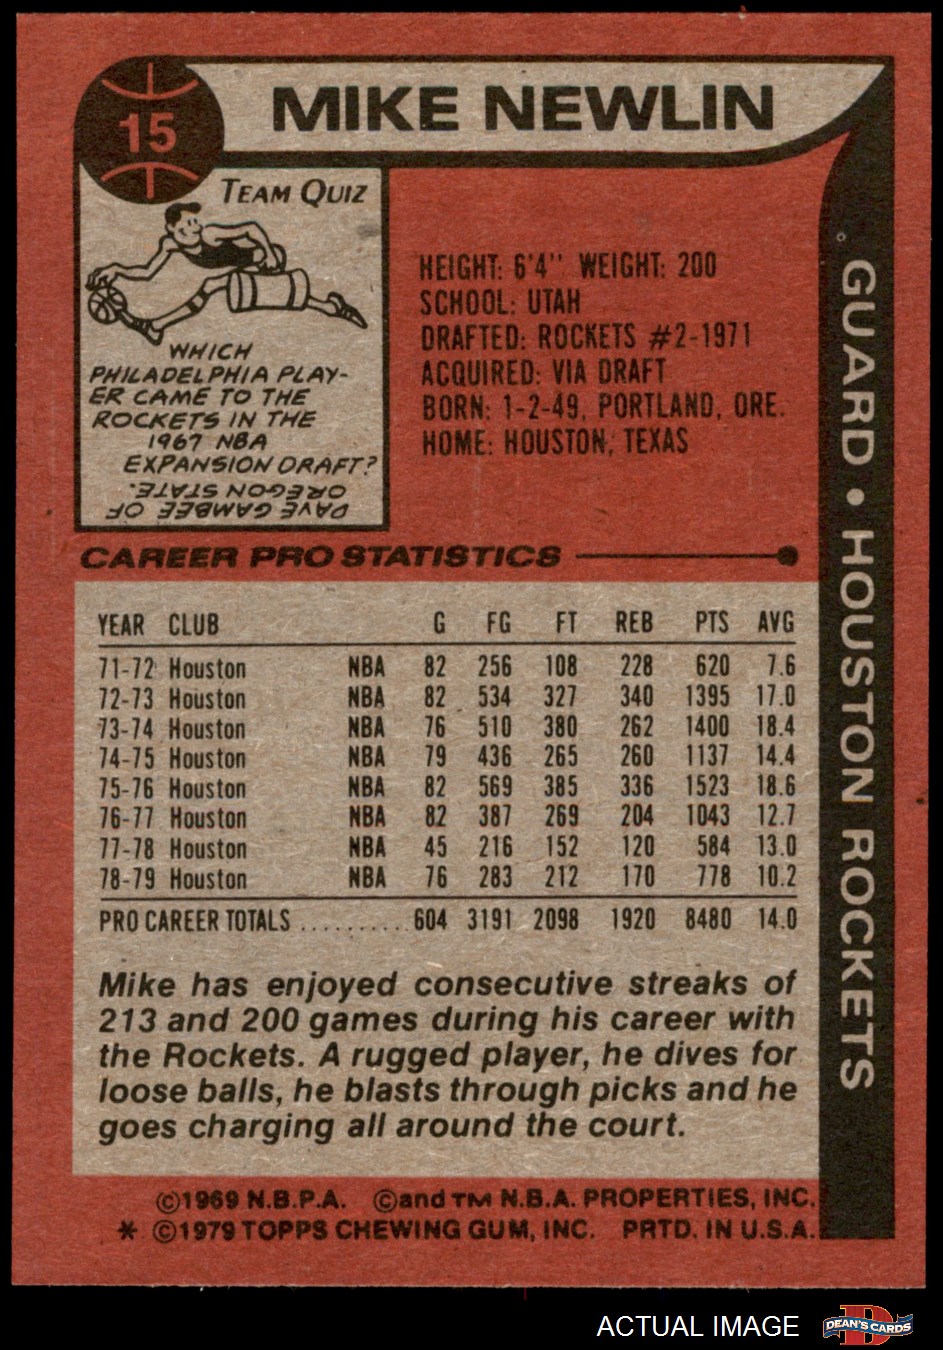 15
MIKE NEWLIN
TEAM QUIZ
WHICH
PHILADELPHIA PLAY-
ER CAME TO THE
ROCKETS IN THE
1967 NBA
EXPANSION DRAFT?
DAVE GAMBEE OF
OREGON STATE.
HEIGHT: 6'4" WEIGHT: 200
SCHOOL: UTAH
DRAFTED: ROCKETS #2-1971
ACQUIRED: VIA DRAFT
BORN: 1-2-49, PORTLAND, ORE.
HOME: HOUSTON, TEXAS
GUARD • HOUSTON ROCKETS
CAREER PRO STATISTICS
YEAR CLUB G FG FT REB PTS AVG
71-72 Houston NBA 82 256 108 228 620 7.6
72-73 Houston NBA 82 534 327 340 1395 17.0
73-74 Houston NBA 76 510 380 262 1400 18.4
74-75 Houston NBA 79 436 265 260 1137 14.4
75-76 Houston NBA 82 569 385 336 1523 18.6
76-77 Houston NBA 82 387 269 204 1043 12.7
77-78 Houston NBA 45 216 152 120 584 13.0
78-79 Houston NBA 76 283 212 170 778 10.2
PRO CAREER TOTALS .......... 604 3191 2098 1920 8480 14.0
Mike has enjoyed consecutive streaks of
213 and 200 games during his career with
the Rockets. A rugged player, he dives for
loose balls, he blasts through picks and he
goes charging all around the court.
©1969 N.B.P.A. ©and TM N.B.A. PROPERTIES, INC.
* ©1979 TOPPS CHEWING GUM, INC. PRTD. IN U.S.A.
ACTUAL IMAGE
DEAN'S CARDS